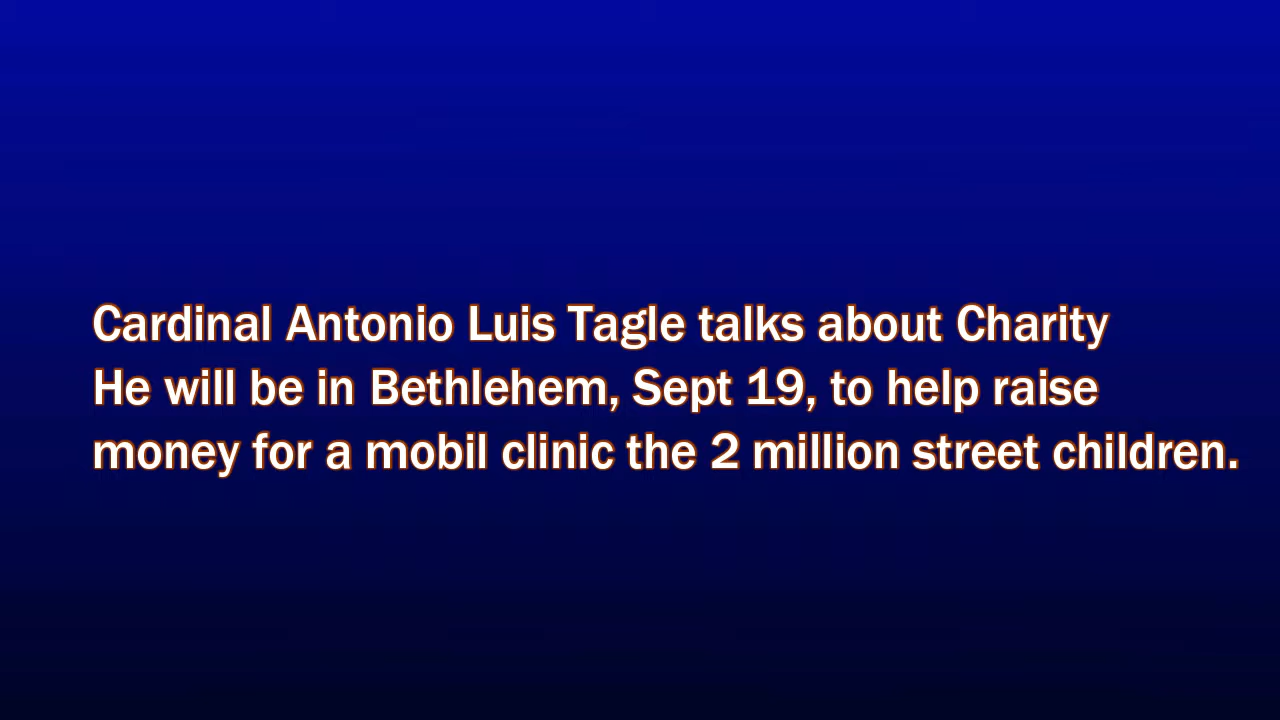 Cardinal Antonio Luis Tagle talks about Charity
He will be in Bethlehem, Sept 19, to help raise
money for a mobil clinic the 2 million street children.